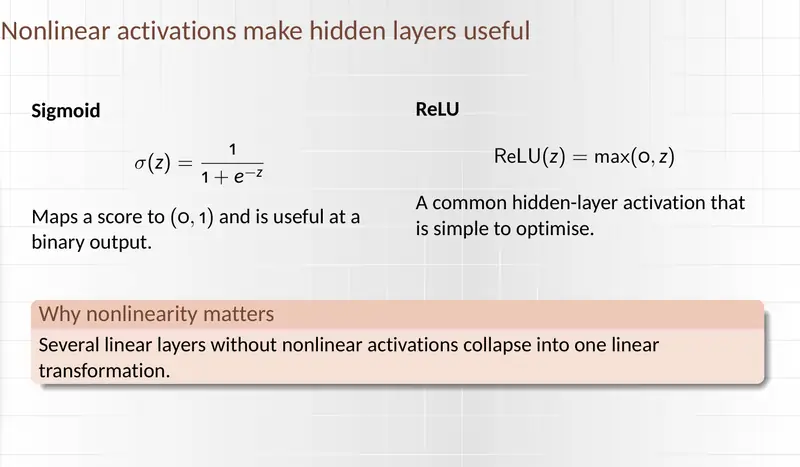 Nonlinear activations make hidden layers useful
Sigmoid
σ(z) = 1 / (1 + e^{−z})
Maps a score to (0, 1) and is useful at a
binary output.
ReLU
ReLU(z) = max(0, z)
A common hidden-layer activation that
is simple to optimise.
Why nonlinearity matters
Several linear layers without nonlinear activations collapse into one linear
transformation.